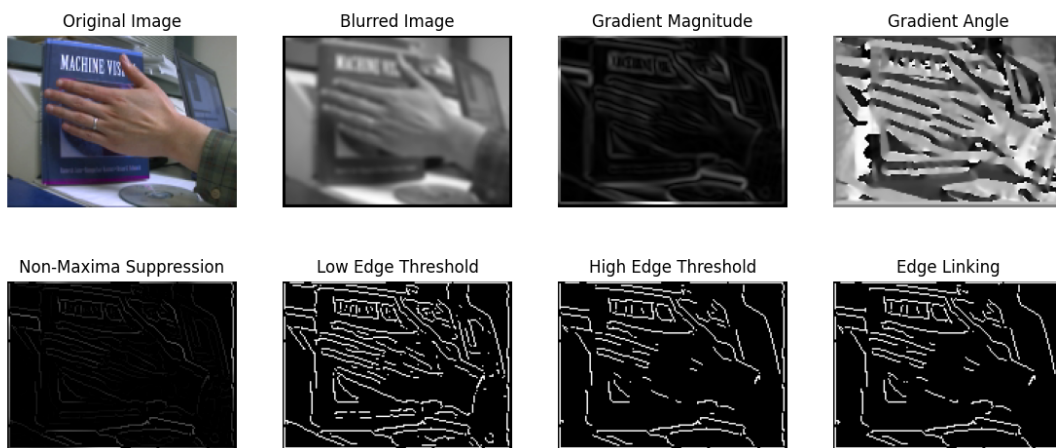 Original Image
Blurred Image
Gradient Magnitude
Gradient Angle
MACHINE VIS
Non-Maxima Suppression
Low Edge Threshold
High Edge Threshold
Edge Linking